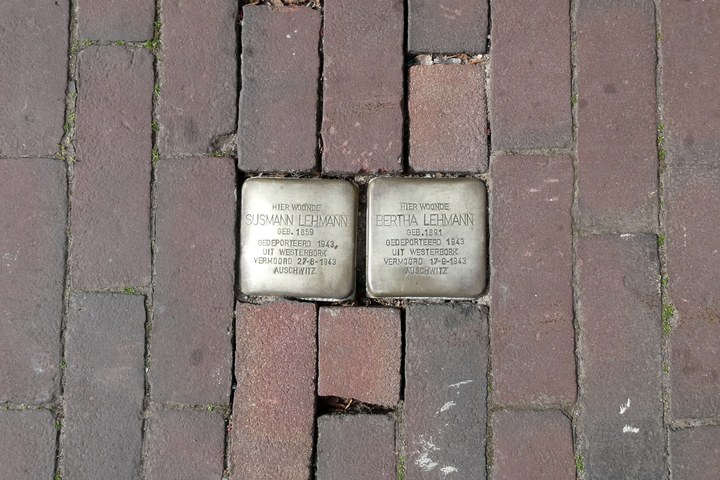 HIER WOONDE
SUSMANN LEHMANN
GEB. 1859
GEDEPORTEERD 1943
UIT WESTERBORK
VERMOORD 27-8-1943
AUSCHWITZ
HIER WOONDE
BERTHA LEHMANN
GEB. 1891
GEDEPORTEERD 1943
UIT WESTERBORK
VERMOORD 17-9-1943
AUSCHWITZ